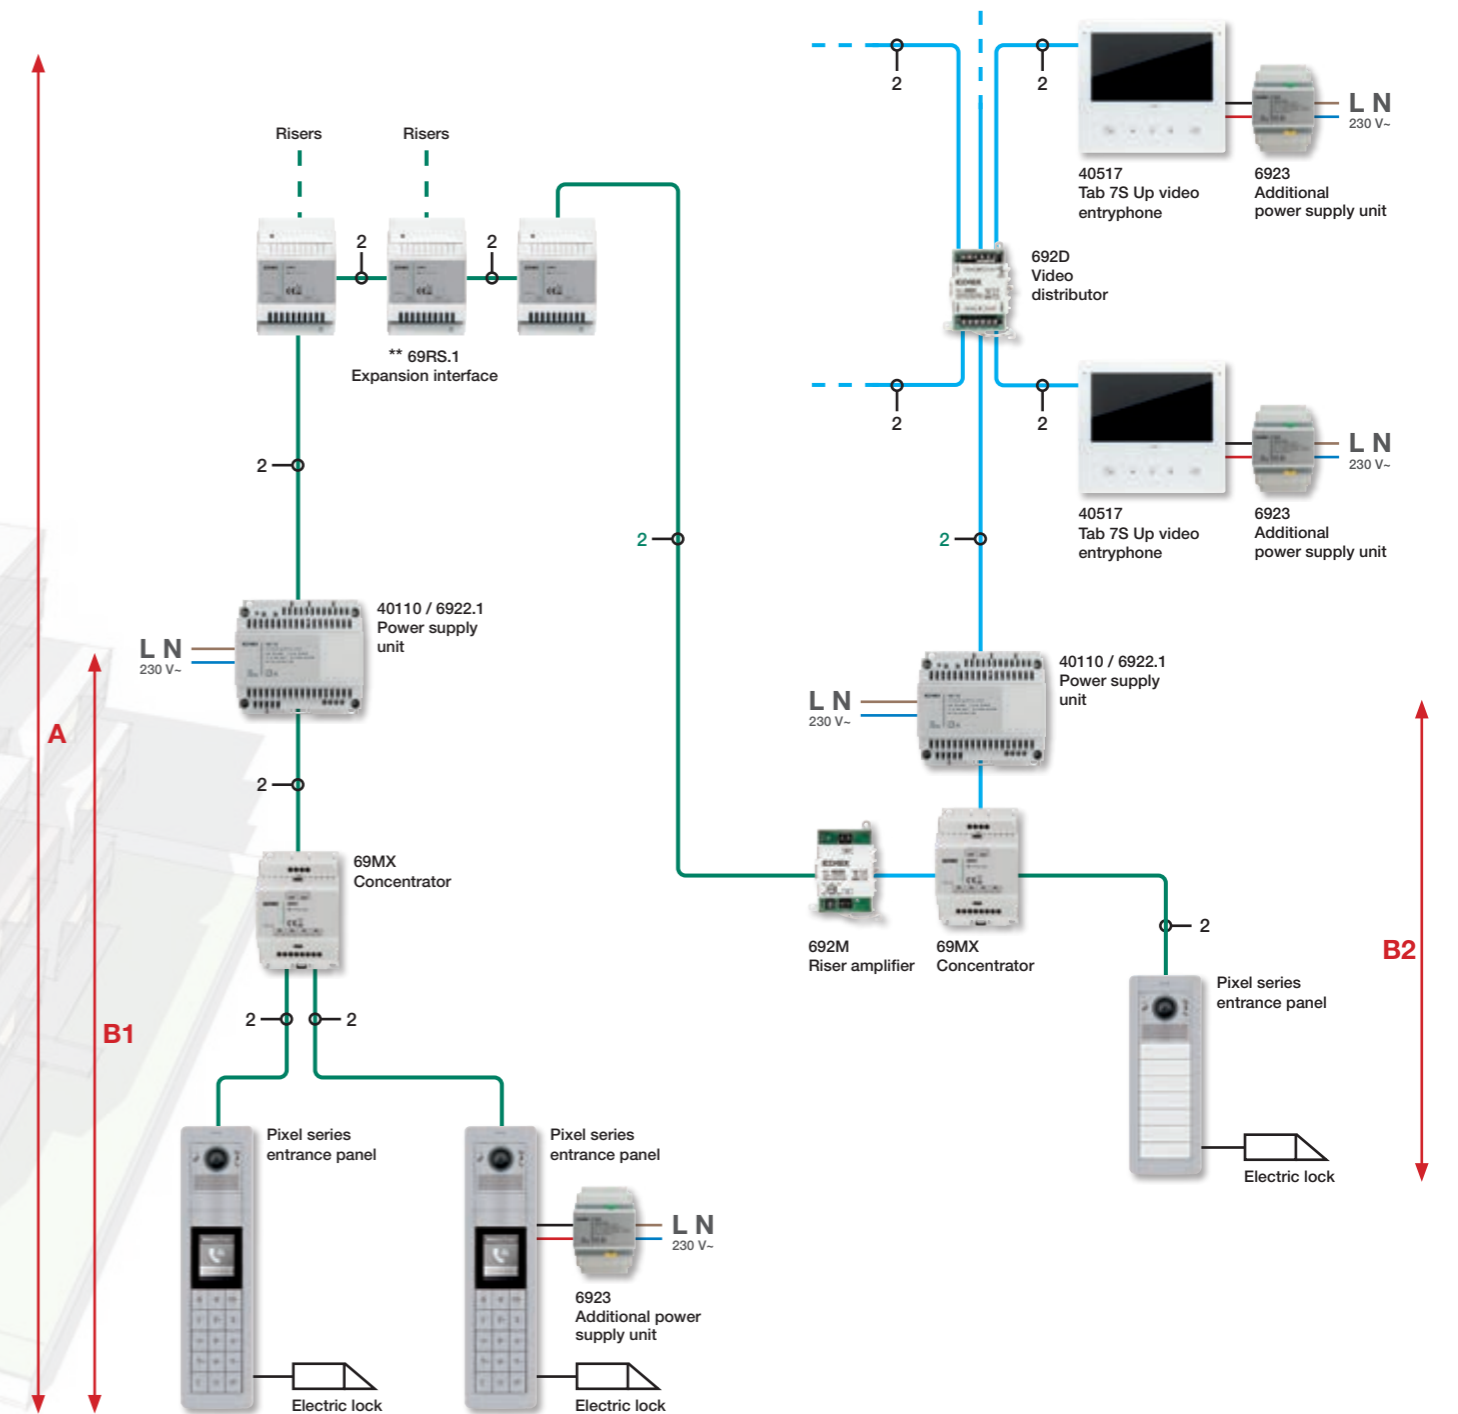 2
2
L N
230 V~
40517
Tab 7S Up video
entryphone
6923
Additional
power supply unit
Risers
Risers
2
2
692D
Video
distributor
** 69RS.1
Expansion interface
2
2
L N
230 V~
40517
Tab 7S Up video
entryphone
6923
Additional
power supply unit
2
2
2
40110 / 6922.1
Power supply
unit
L N
230 V~
40110 / 6922.1
Power supply
unit
L N
230 V~
A
2
69MX
Concentrator
692M
Riser amplifier
69MX
Concentrator
2
B2
Pixel series
entrance panel
2
2
B1
Electric lock
Pixel series
entrance panel
Pixel series
entrance panel
L N
230 V~
6923
Additional power
supply unit
Electric lock
Electric lock